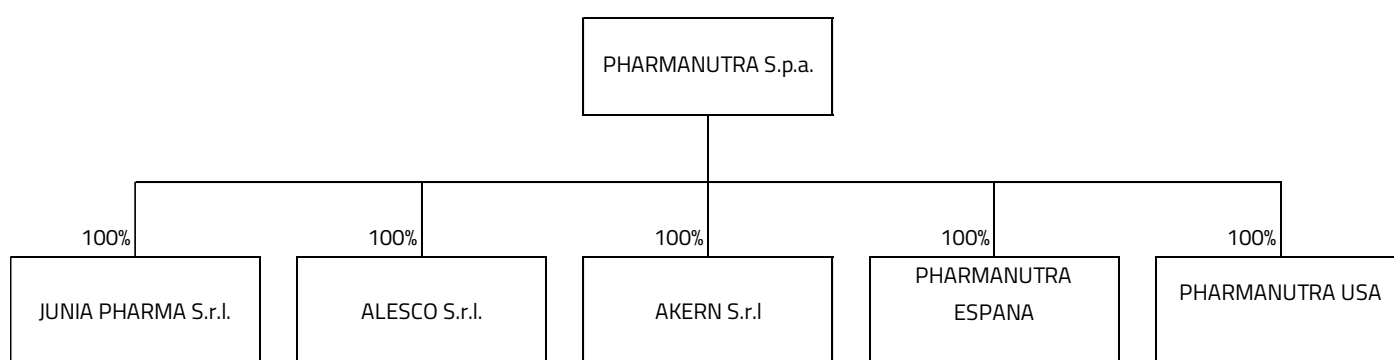 PHARMANUTRA S.p.a.
100%
100%
100%
100%
100%
JUNIA PHARMA S.r.l.
ALESCO S.r.l.
AKERN S.r.l
PHARMANUTRA
ESPANA
PHARMANUTRA USA